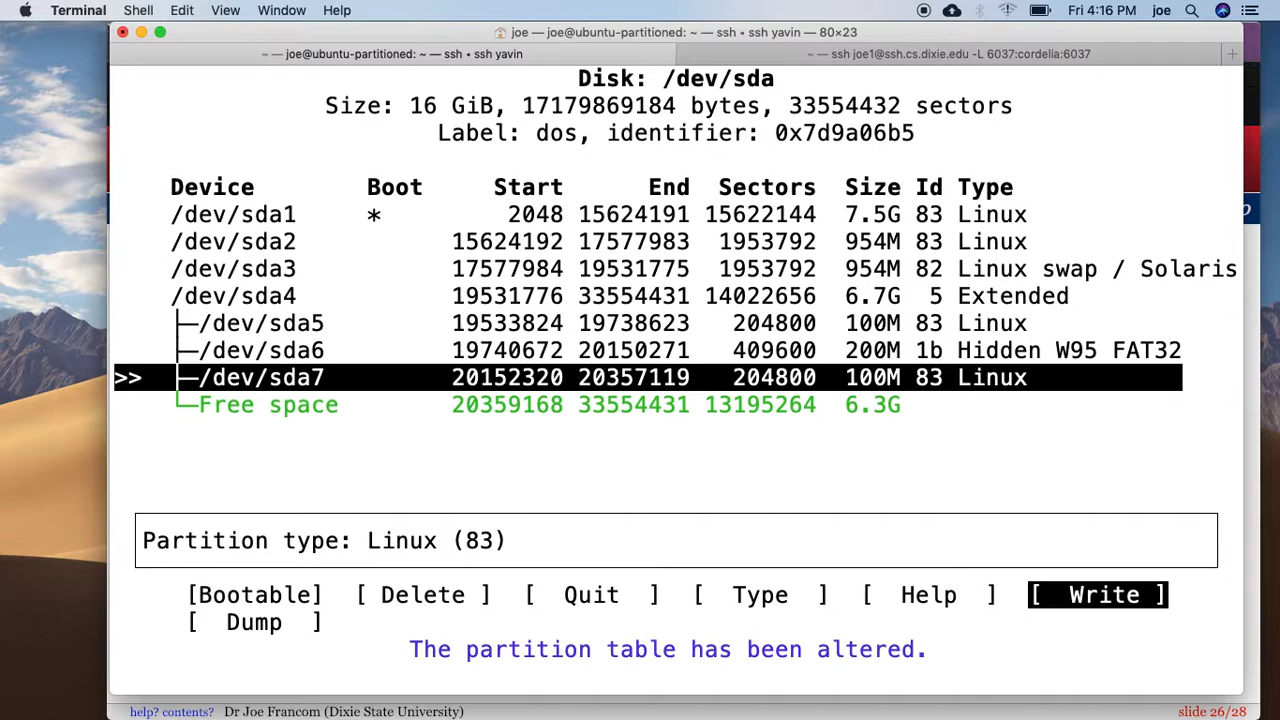 Terminal Shell Edit View Window Help Fri 4:16 PM joe
joe — joe@ubuntu-partitioned: ~ — ssh ◂ ssh yavin — 80×23
~ — joe@ubuntu-partitioned: ~ — ssh ◂ ssh yavin ~ — ssh joe1@ssh.cs.dixie.edu -L 6037:cordelia:6037 +
Disk: /dev/sda
Size: 16 GiB, 17179869184 bytes, 33554432 sectors
Label: dos, identifier: 0x7d9a06b5
Device Boot Start End Sectors Size Id Type
/dev/sda1 * 2048 15624191 15622144 7.5G 83 Linux
/dev/sda2 15624192 17577983 1953792 954M 83 Linux
/dev/sda3 17577984 19531775 1953792 954M 82 Linux swap / Solaris
/dev/sda4 19531776 33554431 14022656 6.7G 5 Extended
├─/dev/sda5 19533824 19738623 204800 100M 83 Linux
├─/dev/sda6 19740672 20150271 409600 200M 1b Hidden W95 FAT32
>> ├─/dev/sda7 20152320 20357119 204800 100M 83 Linux
└─Free space 20359168 33554431 13195264 6.3G
Partition type: Linux (83)
[Bootable] [ Delete ] [ Quit ] [ Type ] [ Help ] [ Write ]
[ Dump ]
The partition table has been altered.
help? contents? Dr Joe Francom (Dixie State University) slide 26/28